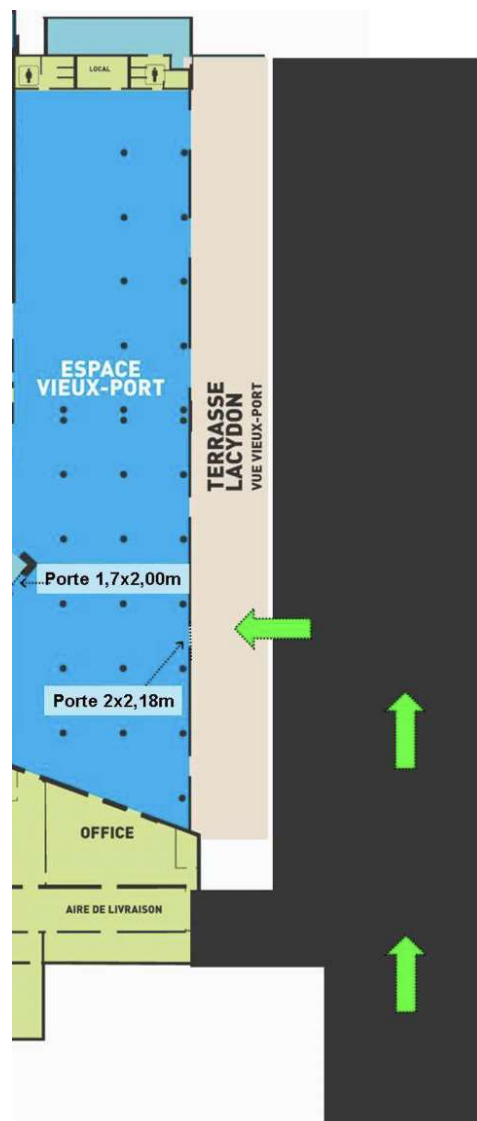 LOCAL
ESPACE
VIEUX-PORT
TERRASSE
LACYDON
VUE VIEUX-PORT
Porte 1,7x2,00m
Porte 2x2,18m
OFFICE
AIRE DE LIVRAISON